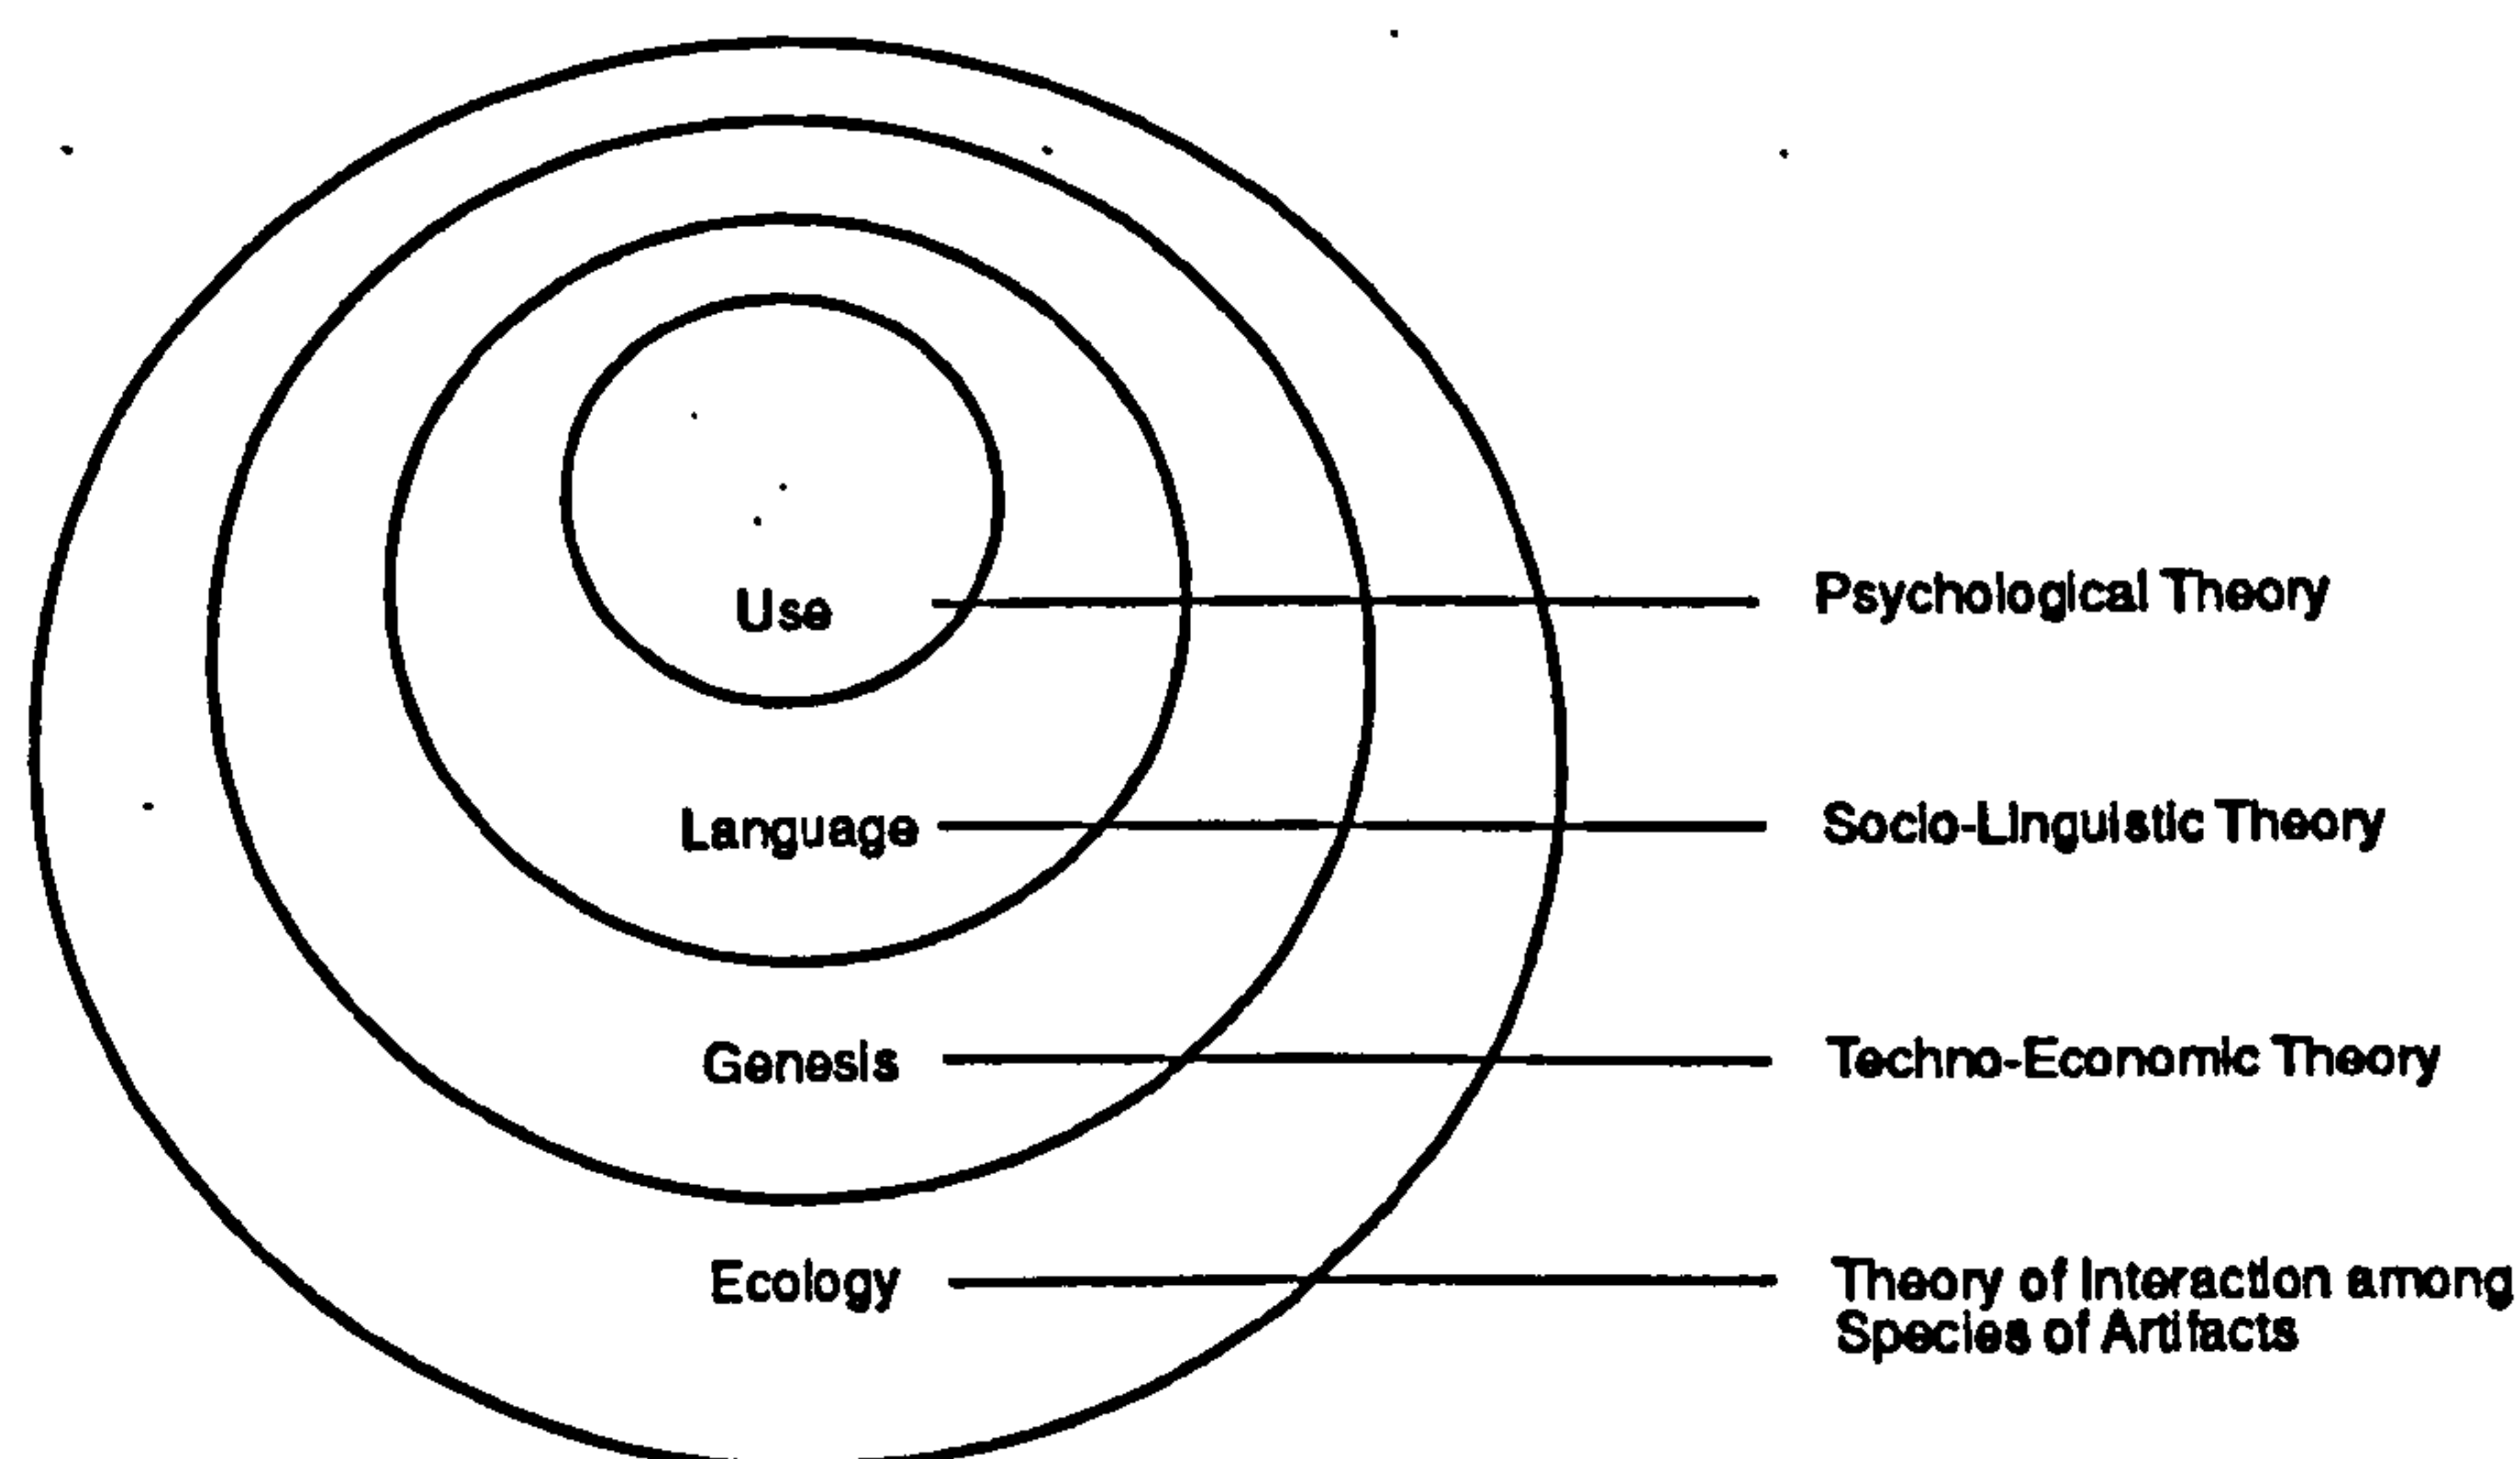 Use
Psychological Theory
Language
Socio-Linguistic Theory
Genesis
Techno-Economic Theory
Ecology
Theory of Interaction among
Species of Artifacts